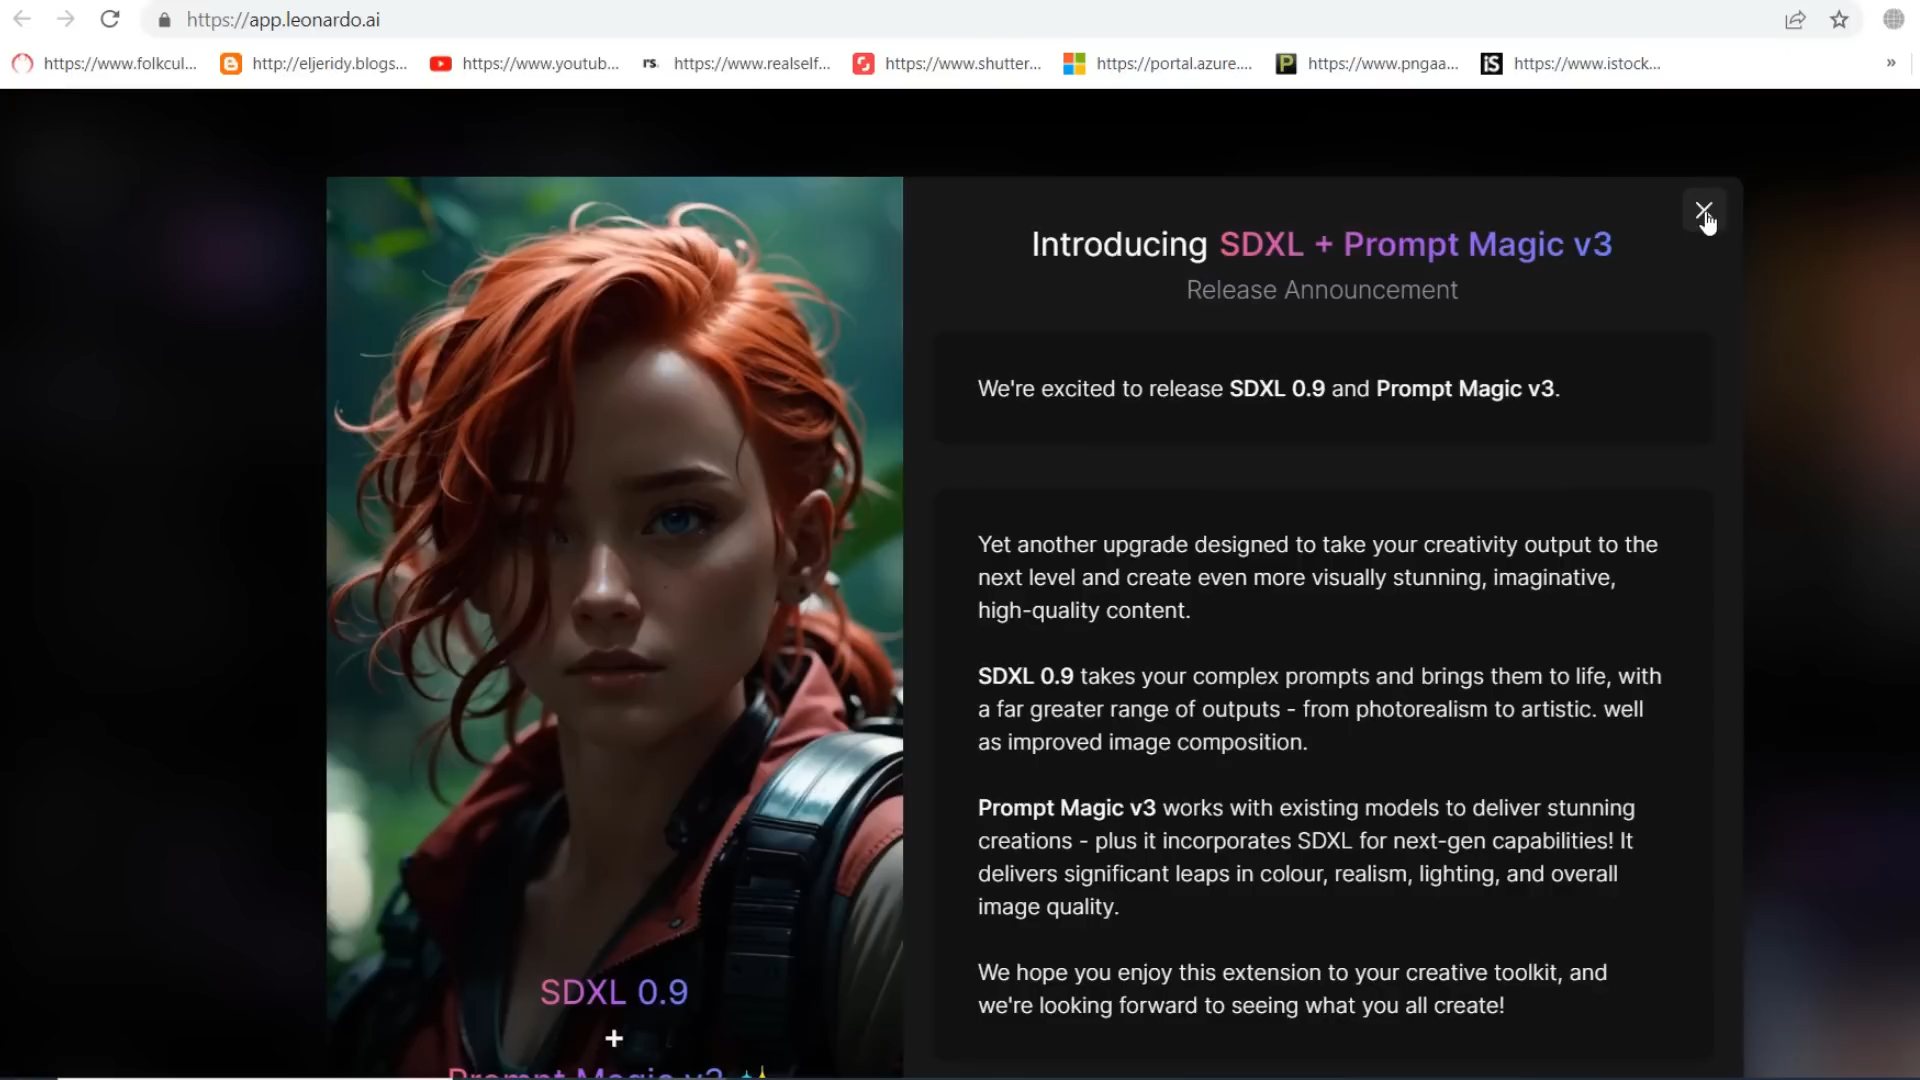 https://app.leonardo.ai
https://www.folkcul... http://eljeridy.blogs... https://www.youtub... rs. https://www.realself... https://www.shutter... https://portal.azure.... P https://www.pngaa... iS https://www.istock... »
Introducing SDXL + Prompt Magic v3
Release Announcement
We're excited to release SDXL 0.9 and Prompt Magic v3.
Yet another upgrade designed to take your creativity output to the
next level and create even more visually stunning, imaginative,
high-quality content.
SDXL 0.9 takes your complex prompts and brings them to life, with
a far greater range of outputs - from photorealism to artistic. well
as improved image composition.
Prompt Magic v3 works with existing models to deliver stunning
creations - plus it incorporates SDXL for next-gen capabilities! It
delivers significant leaps in colour, realism, lighting, and overall
image quality.
We hope you enjoy this extension to your creative toolkit, and
we're looking forward to seeing what you all create!
SDXL 0.9
+
Prompt Magic v3